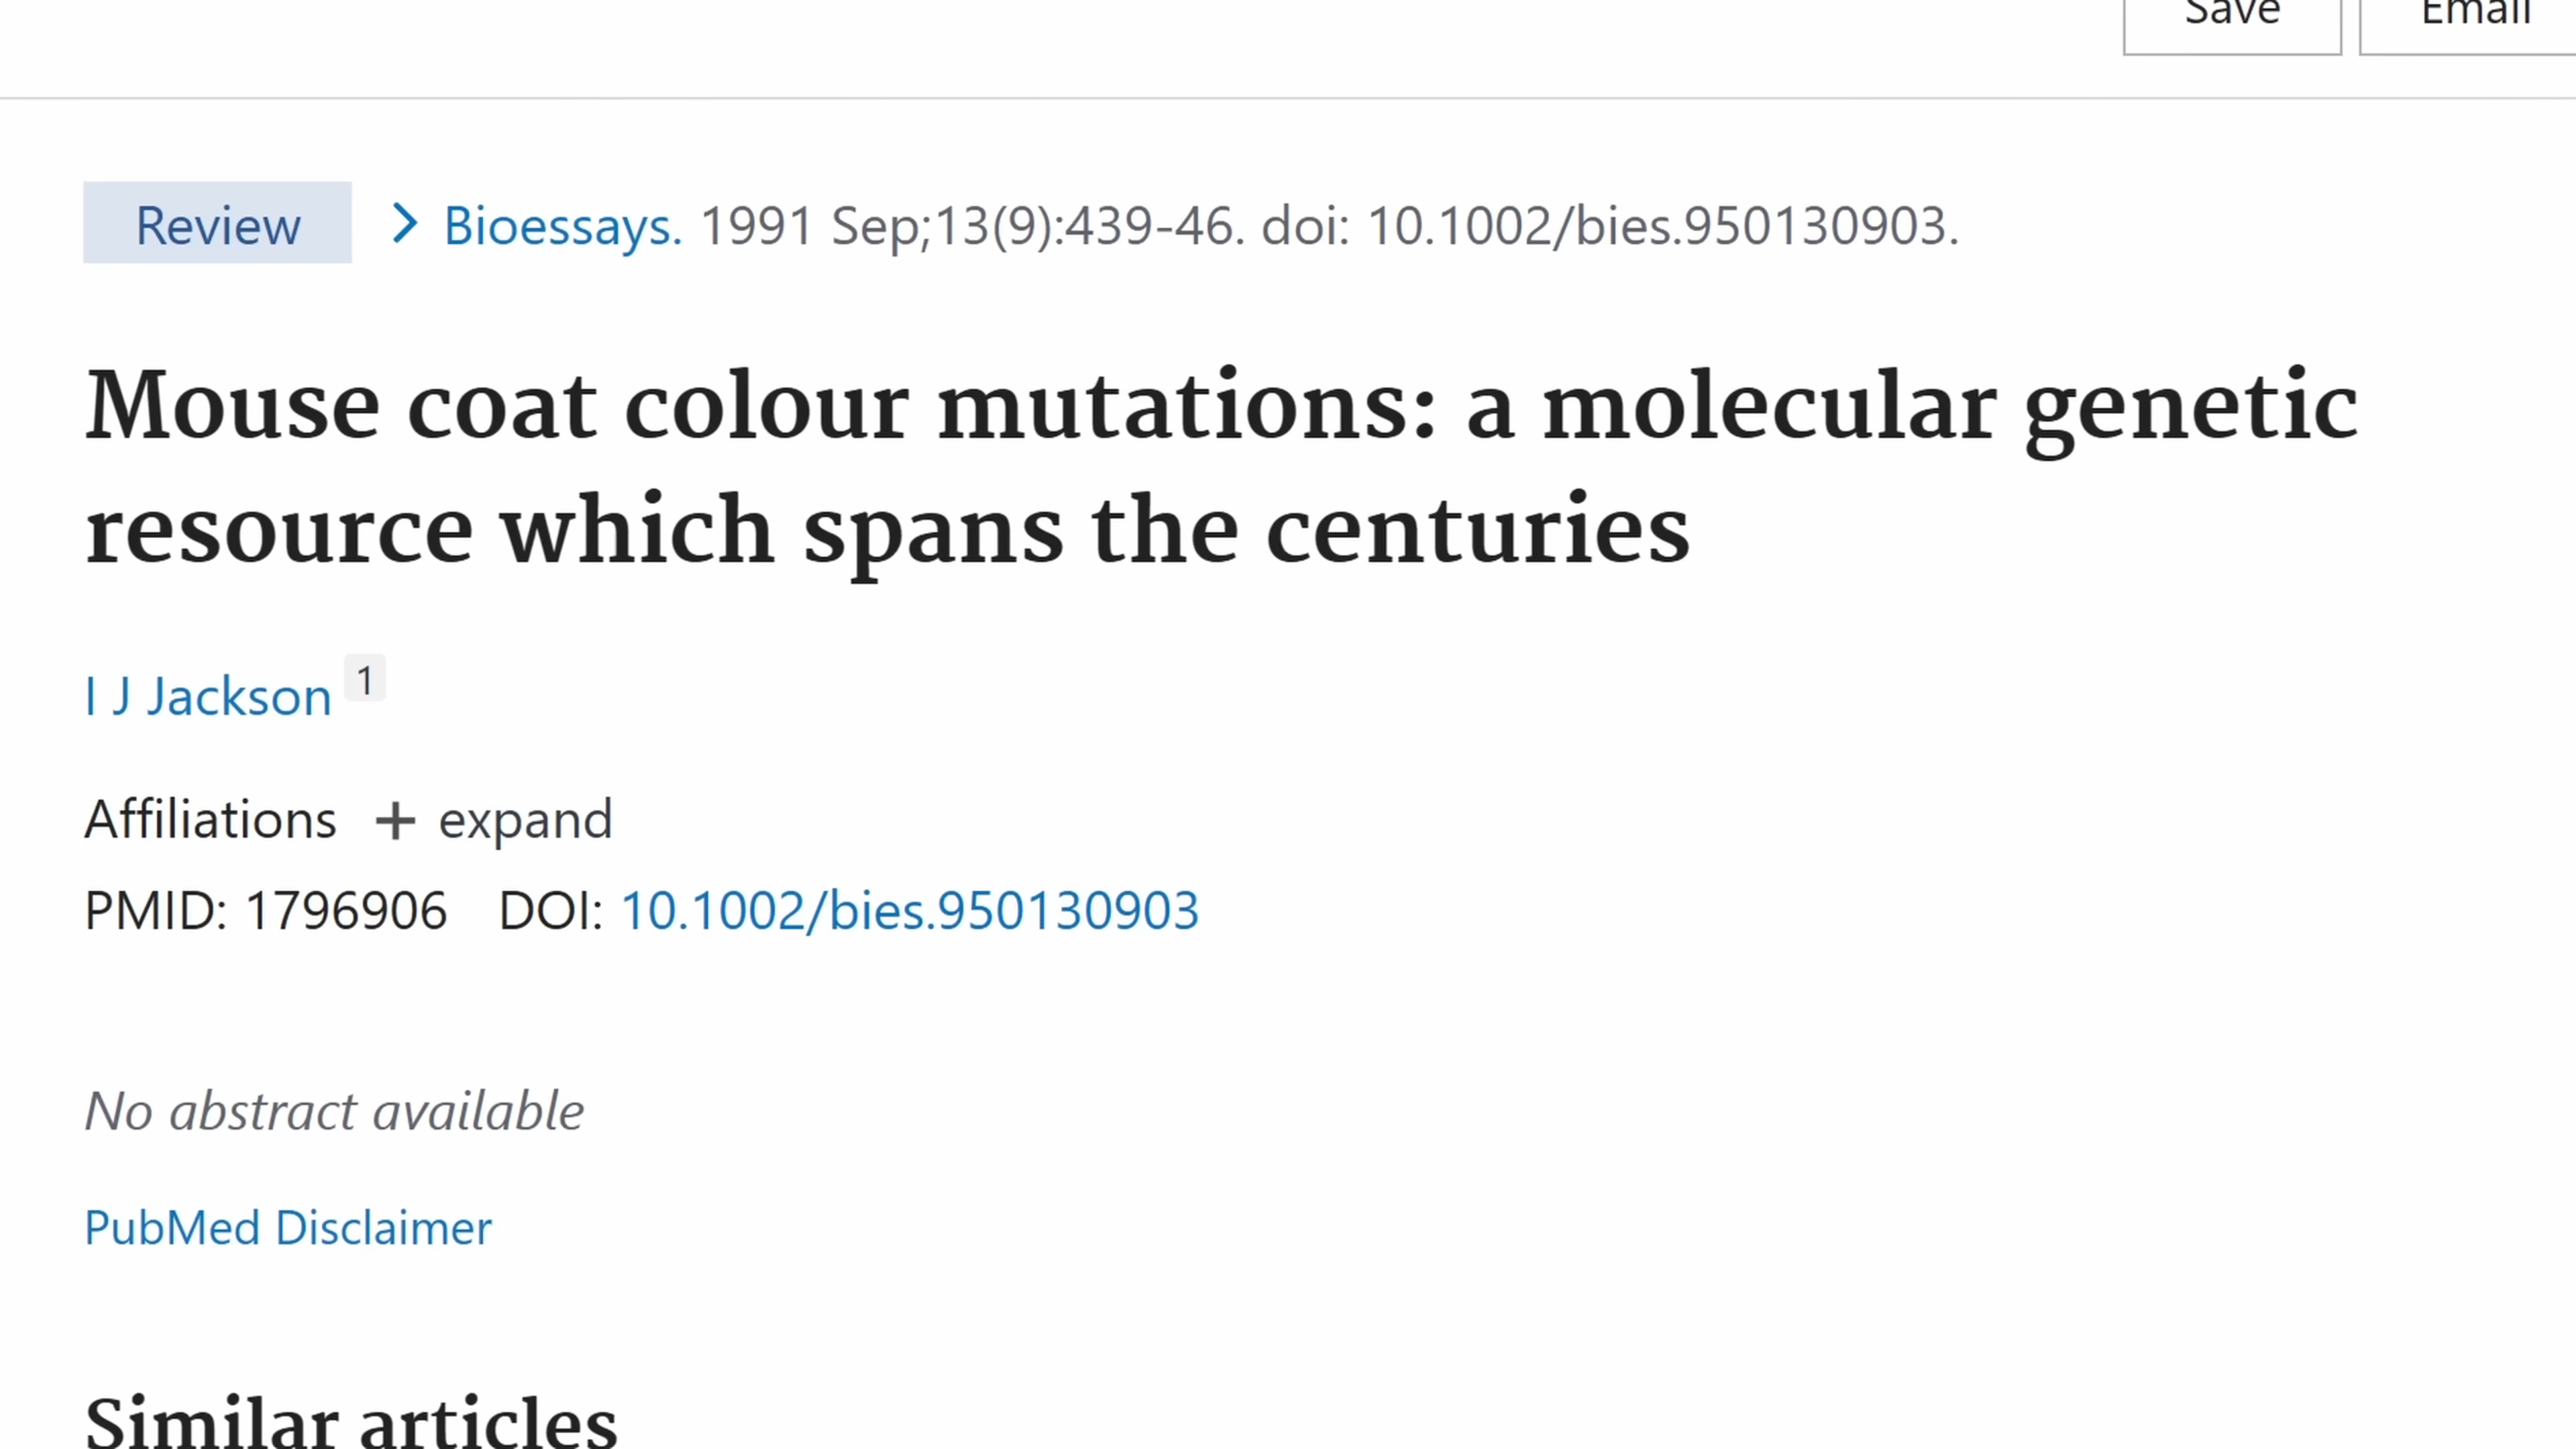 Save Email
Review > Bioessays. 1991 Sep;13(9):439-46. doi: 10.1002/bies.950130903.
Mouse coat colour mutations: a molecular genetic
resource which spans the centuries
I J Jackson 1
Affiliations + expand
PMID: 1796906 DOI: 10.1002/bies.950130903
No abstract available
PubMed Disclaimer
Similar articles